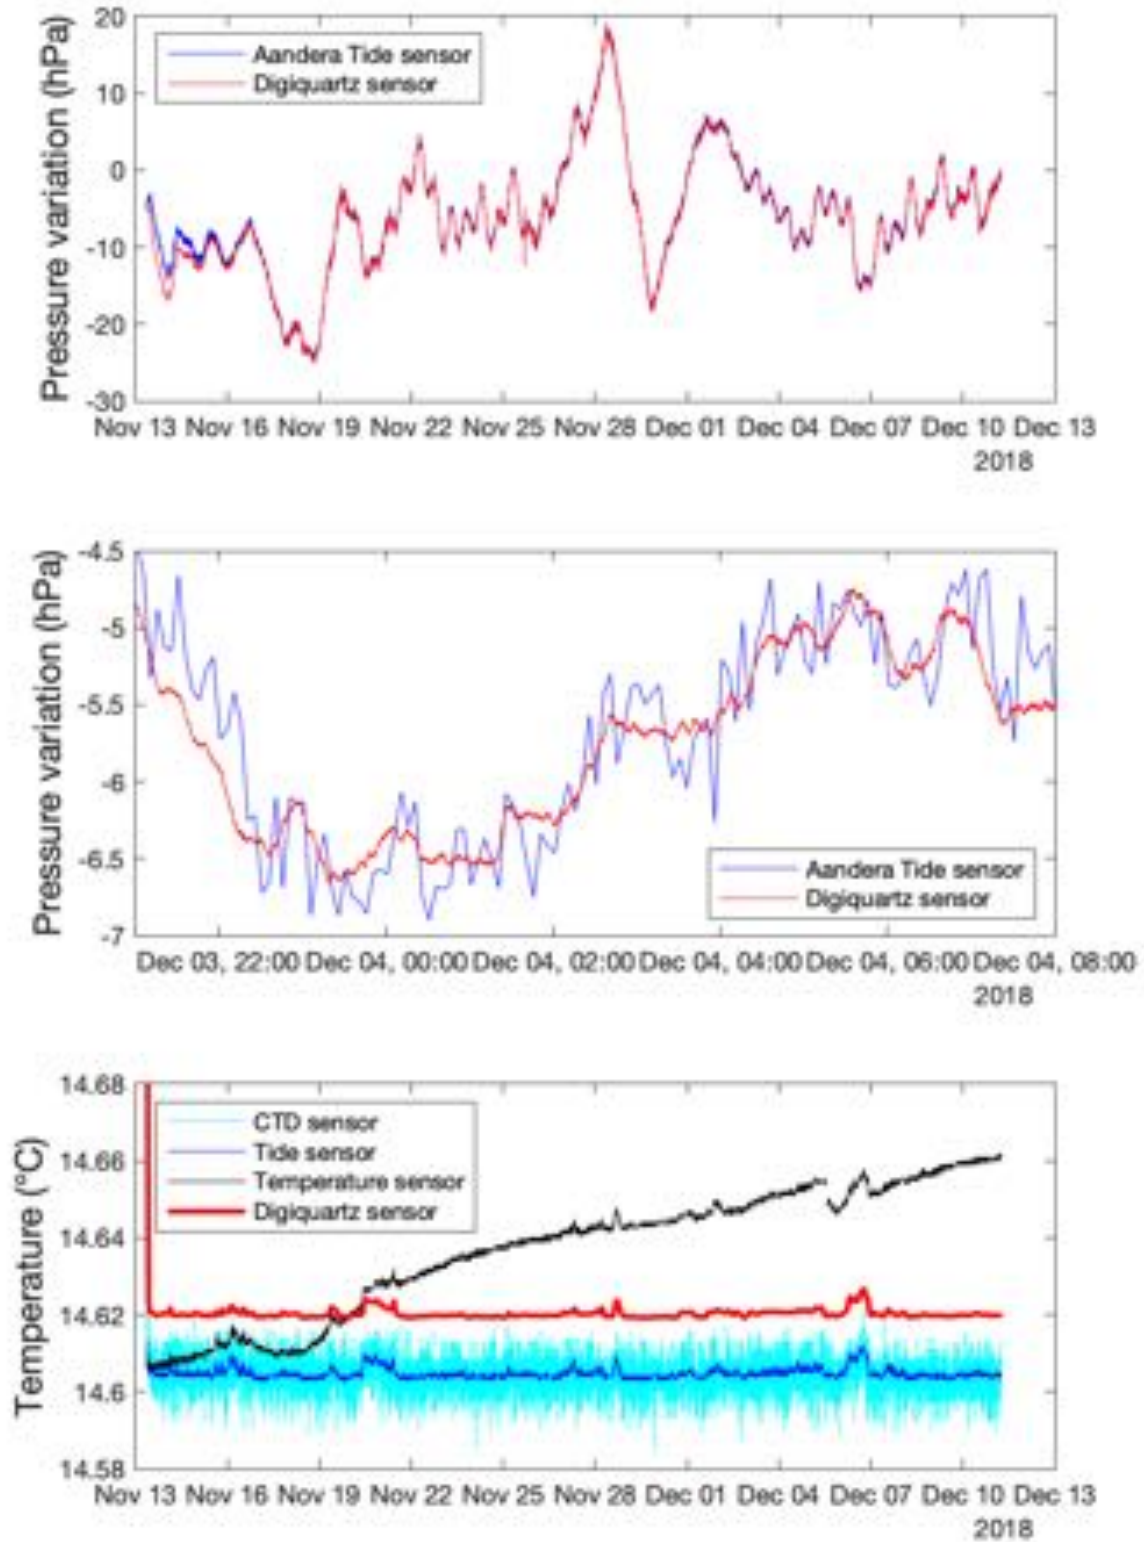 Pressure variation (hPa)
20
10
0
-10
-20
-30
Aandera Tide sensor
Digiquartz sensor
Nov 13 Nov 16 Nov 19 Nov 22 Nov 25 Nov 28 Dec 01 Dec 04 Dec 07 Dec 10 Dec 13
2018
Pressure variation (hPa)
-4.5
-5
-5.5
-6
-6.5
-7
Aandera Tide sensor
Digiquartz sensor
Dec 03, 22:00 Dec 04, 00:00 Dec 04, 02:00 Dec 04, 04:00 Dec 04, 06:00 Dec 04, 08:00
2018
Temperature (°C)
14.68
14.66
14.64
14.62
14.6
14.58
CTD sensor
Tide sensor
Temperature sensor
Digiquartz sensor
Nov 13 Nov 16 Nov 19 Nov 22 Nov 25 Nov 28 Dec 01 Dec 04 Dec 07 Dec 10 Dec 13
2018